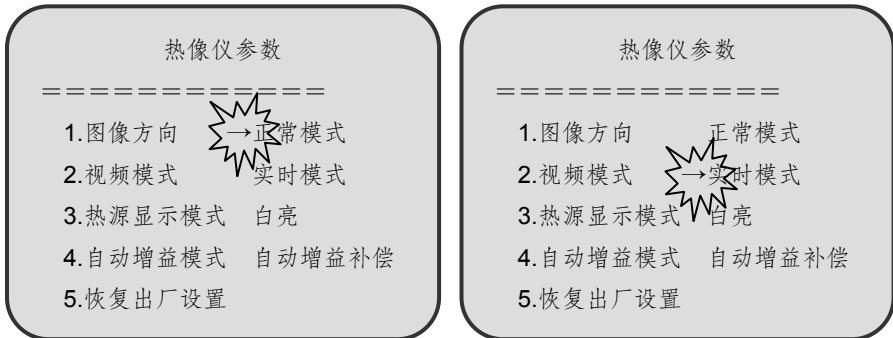 热像仪参数
＝＝＝＝＝＝＝＝＝＝＝＝
1.图像方向 →正常模式
2.视频模式 实时模式
3.热源显示模式 白亮
4.自动增益模式 自动增益补偿
5.恢复出厂设置
热像仪参数
＝＝＝＝＝＝＝＝＝＝＝＝
1.图像方向 正常模式
2.视频模式 →实时模式
3.热源显示模式 白亮
4.自动增益模式 自动增益补偿
5.恢复出厂设置